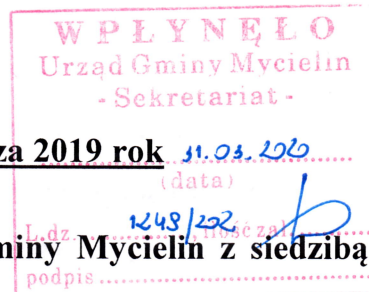 WPŁYNĘŁO
Urząd Gminy Mycielin
- Sekretariat -
za 2019 rok 31.03.2020
(data)
L.dz. 1249/202 , ilość zał.
miny Mycielin z siedzibą
podpis